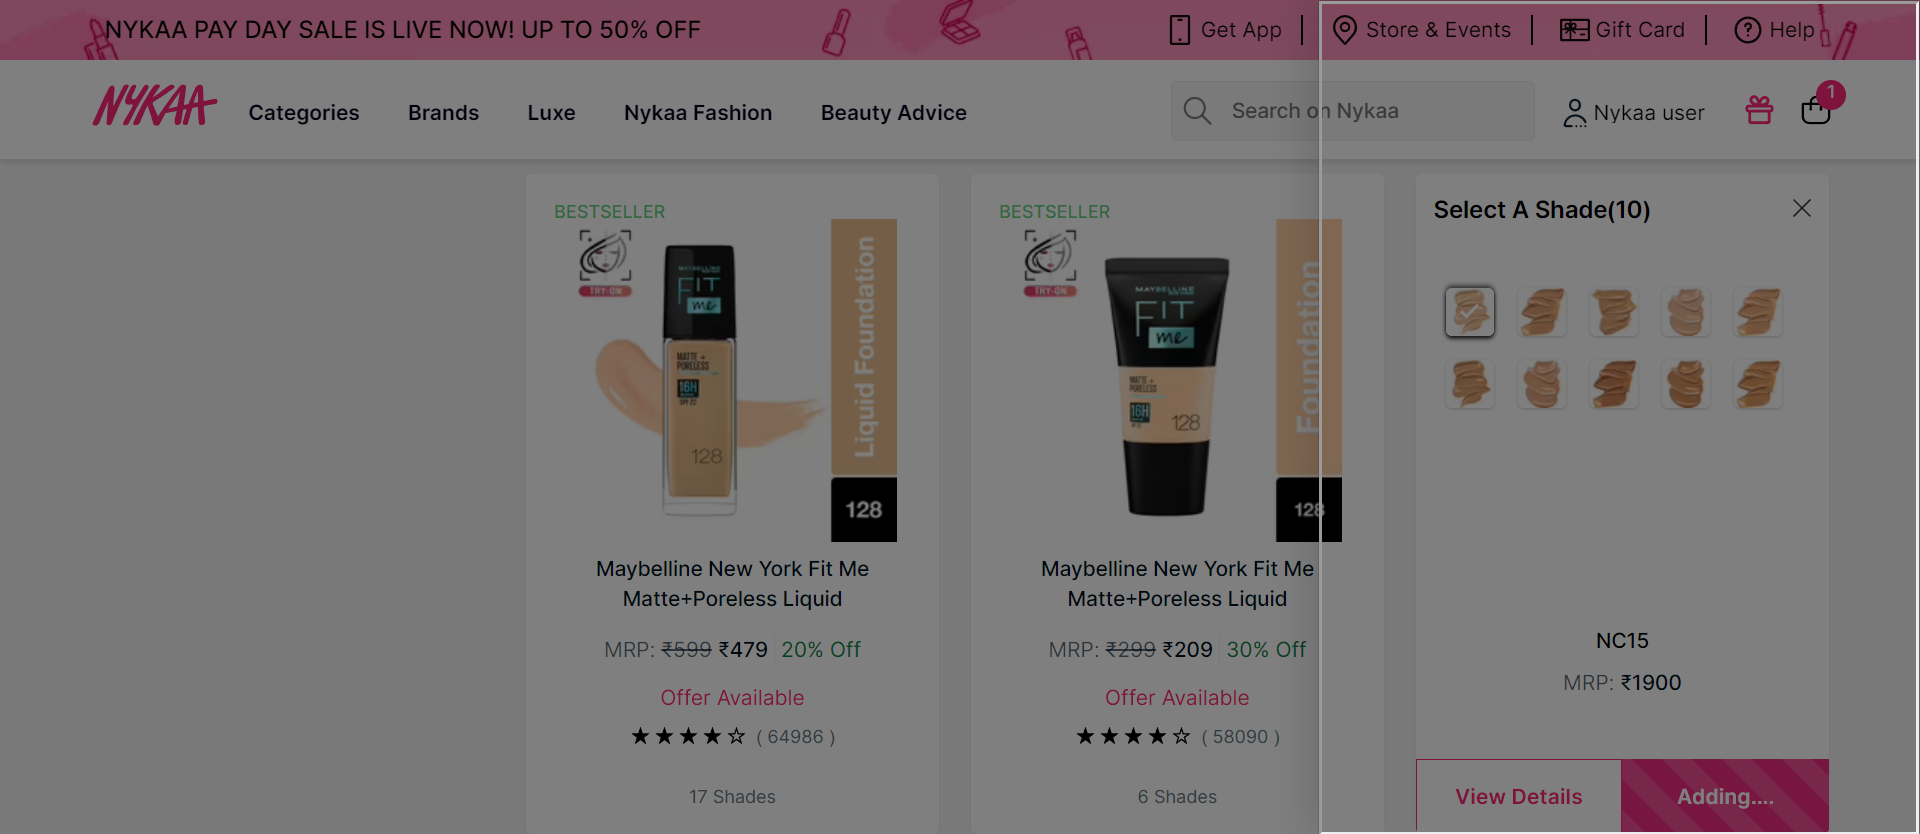 NYKAA PAY DAY SALE IS LIVE NOW! UP TO 50% OFF
Get App
Store & Events
Gift Card
Help
NYKAA
Categories
Brands
Luxe
Nykaa Fashion
Beauty Advice
Search on Nykaa
Nykaa user
1
BESTSELLER
TRY-ON
MAYBELLINE
FIT
me
MATTE +
PORELESS
16H
SPF 22
128
Liquid Foundation
128
Maybelline New York Fit Me
Matte+Poreless Liquid
MRP: ₹599 ₹479 20% Off
Offer Available
( 64986 )
17 Shades
BESTSELLER
TRY-ON
MAYBELLINE
FIT
me
MATTE +
PORELESS
16H
128
Foundation
128
Maybelline New York Fit Me
Matte+Poreless Liquid
MRP: ₹299 ₹209 30% Off
Offer Available
( 58090 )
6 Shades
Select A Shade(10)
NC15
MRP: ₹1900
View Details
Adding....